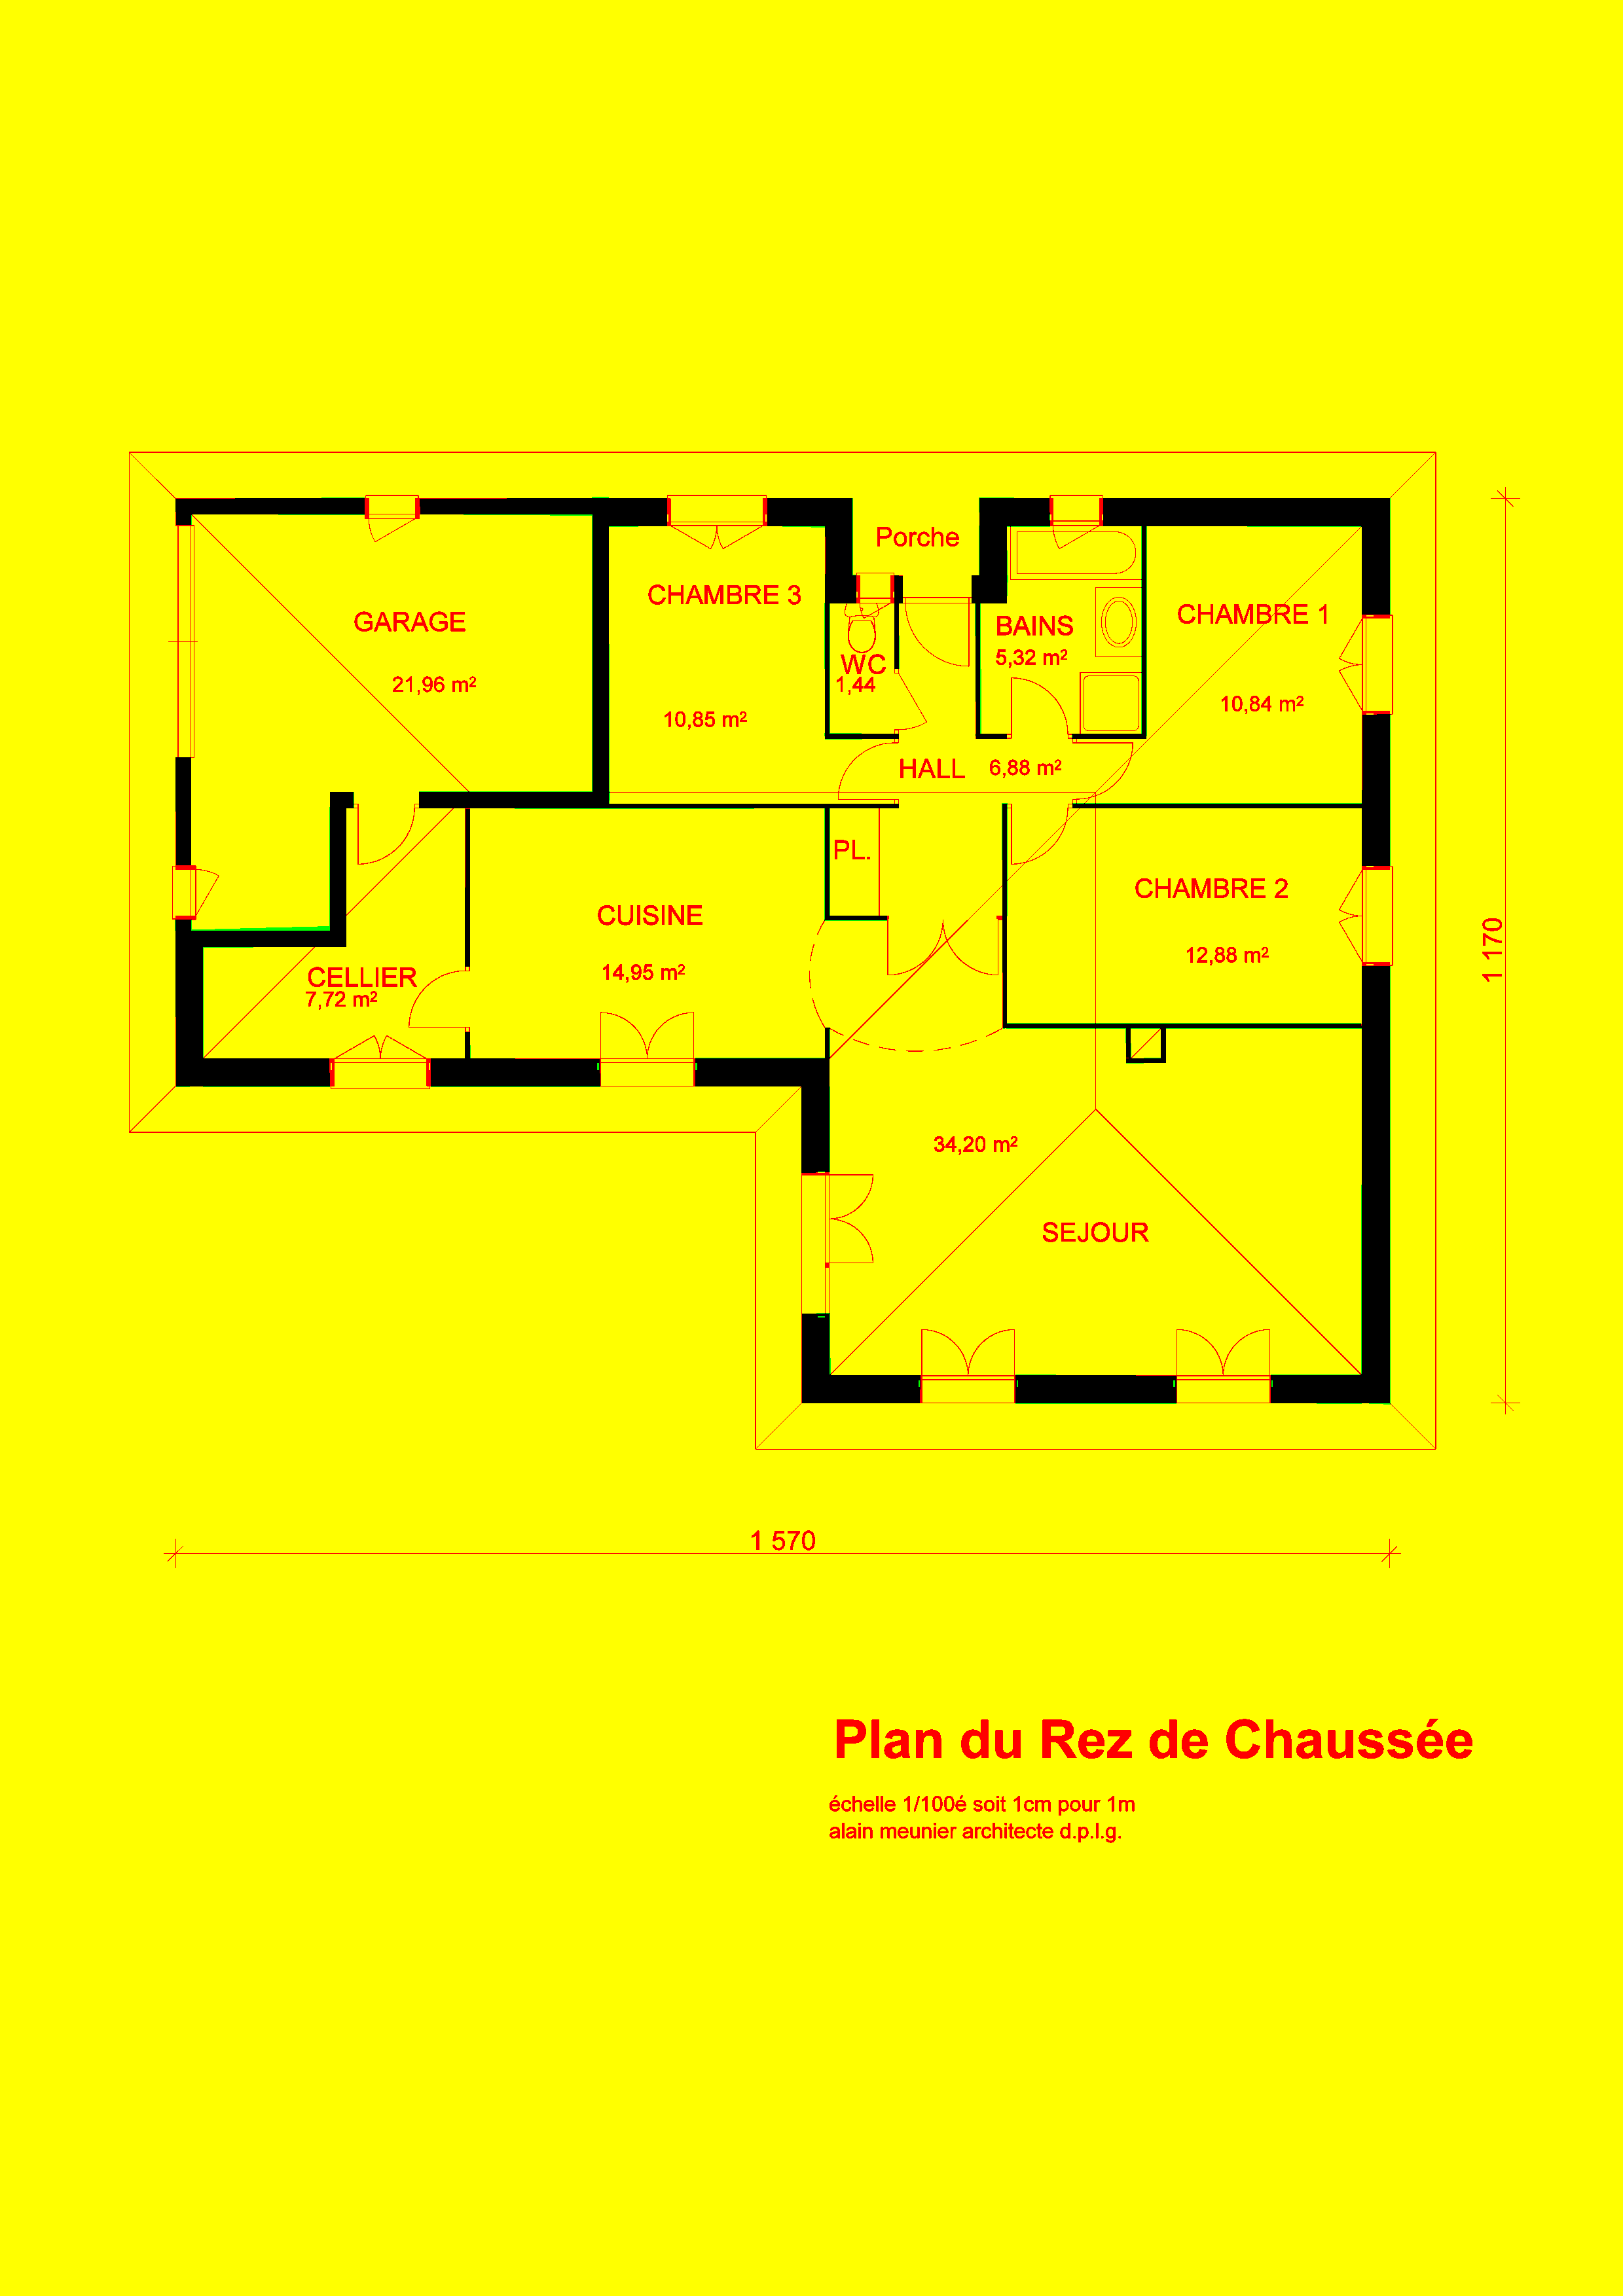 Porche
CHAMBRE 3
GARAGE
BAINS
CHAMBRE 1
5,32 m²
WC
1,44
21,96 m²
10,85 m²
10,84 m²
HALL
6,88 m²
PL.
CHAMBRE 2
CUISINE
12,88 m²
14,95 m²
CELLIER
7,72 m²
1 170
34,20 m²
SEJOUR
1 570
Plan du Rez de Chaussée
échelle 1/100é soit 1cm pour 1m
alain meunier architecte d.p.l.g.